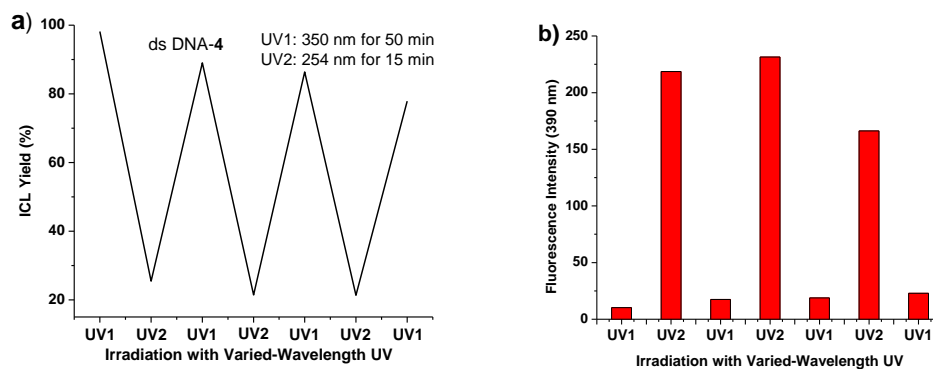 a)
ds DNA-4
UV1: 350 nm for 50 min
UV2: 254 nm for 15 min
ICL Yield (%)
100
80
60
40
20
UV1 UV2 UV1 UV2 UV1 UV2 UV1
Irradiation with Varied-Wavelength UV
b)
Fluorescence Intensity (390 nm)
250
200
150
100
50
0
UV1 UV2 UV1 UV2 UV1 UV2 UV1
Irradiation with Varied-Wavelength UV